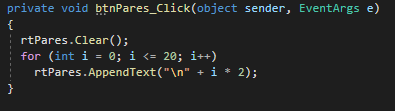 private void btnPares_Click(object sender, EventArgs e)
{
rtPares.Clear();
for (int i = 0; i <= 20; i++)
rtPares.AppendText("\n" + i * 2);
}